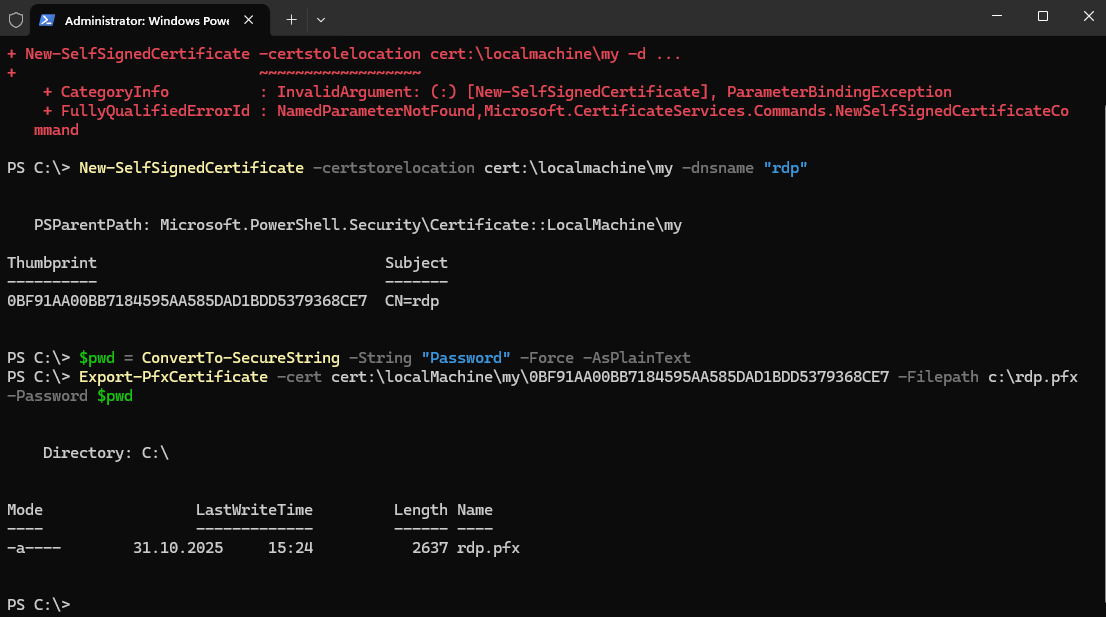 Administrator: Windows Powe
+ New-SelfSignedCertificate -certstolelocation cert:\localmachine\my -d ...
+                           ~~~~~~~~~~~~~~~~~~
    + CategoryInfo          : InvalidArgument: (:) [New-SelfSignedCertificate], ParameterBindingException
    + FullyQualifiedErrorId : NamedParameterNotFound,Microsoft.CertificateServices.Commands.NewSelfSignedCertificateCo
   mmand
PS C:\> New-SelfSignedCertificate -certstorelocation cert:\localmachine\my -dnsname "rdp"
   PSParentPath: Microsoft.PowerShell.Security\Certificate::LocalMachine\my
Thumbprint                                Subject
----------                                -------
0BF91AA00BB7184595AA585DAD1BDD5379368CE7  CN=rdp
PS C:\> $pwd = ConvertTo-SecureString -String "Password" -Force -AsPlainText
PS C:\> Export-PfxCertificate -cert cert:\localMachine\my\0BF91AA00BB7184595AA585DAD1BDD5379368CE7 -Filepath c:\rdp.pfx
-Password $pwd
    Directory: C:\
Mode                 LastWriteTime         Length Name
----                 -------------         ------ ----
-a----        31.10.2025     15:24           2637 rdp.pfx
PS C:\>